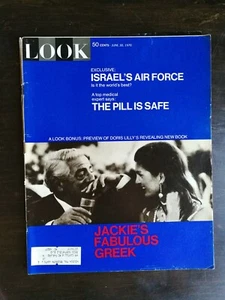 LOOK
50 CENTS JUNE 30, 1970
EXCLUSIVE:
ISRAEL'S AIR FORCE
Is it the world's best?
A top medical
expert says:
THE PILL IS SAFE
A LOOK BONUS: PREVIEW OF DORIS LILLY'S REVEALING NEW BOOK
JACKIE'S
FABULOUS
GREEK